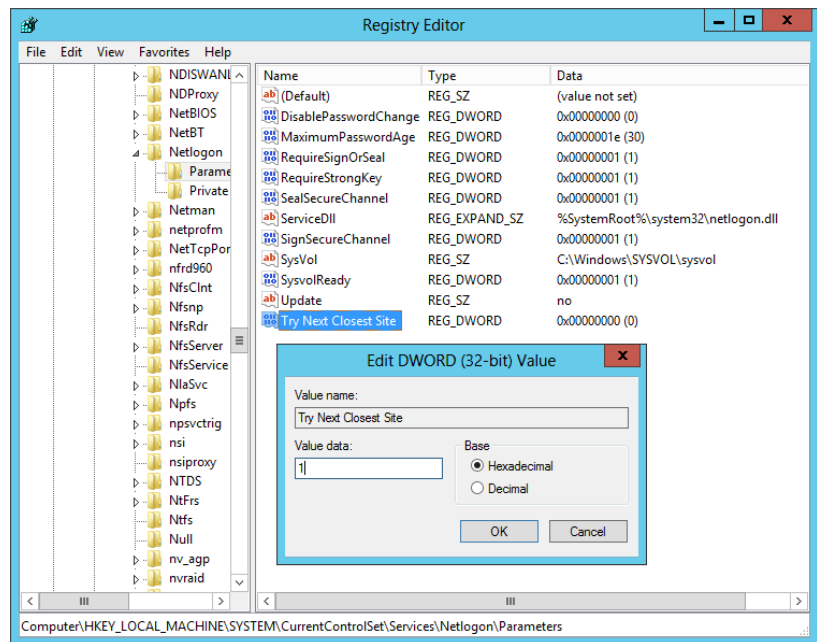 Registry Editor
File Edit View Favorites Help
NDISWANL
NDProxy
NetBIOS
NetBT
Netlogon
Parame
Private
Netman
netprofm
NetTcpPor
nfrd960
NfsClnt
Nfsnp
NfsRdr
NfsServer
NfsService
NlaSvc
Npfs
npsvctrig
nsi
nsiproxy
NTDS
NtFrs
Ntfs
Null
nv_agp
nvraid
Name Type Data
(Default) REG_SZ (value not set)
DisablePasswordChange REG_DWORD 0x00000000 (0)
MaximumPasswordAge REG_DWORD 0x0000001e (30)
RequireSignOrSeal REG_DWORD 0x00000001 (1)
RequireStrongKey REG_DWORD 0x00000001 (1)
SealSecureChannel REG_DWORD 0x00000001 (1)
ServiceDll REG_EXPAND_SZ %SystemRoot%\system32\netlogon.dll
SignSecureChannel REG_DWORD 0x00000001 (1)
SysVol REG_SZ C:\Windows\SYSVOL\sysvol
SysvolReady REG_DWORD 0x00000001 (1)
Update REG_SZ no
Try Next Closest Site REG_DWORD 0x00000000 (0)
Edit DWORD (32-bit) Value
Value name:
Try Next Closest Site
Value data:
1
Base
Hexadecimal
Decimal
OK Cancel
Computer\HKEY_LOCAL_MACHINE\SYSTEM\CurrentControlSet\Services\Netlogon\Parameters